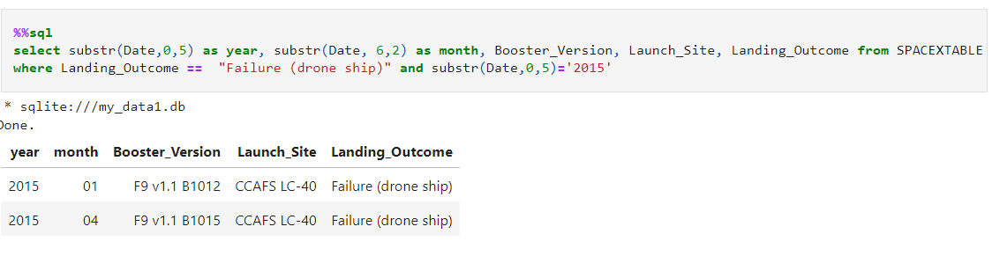 %%sql
select substr(Date,0,5) as year, substr(Date, 6,2) as month, Booster_Version, Launch_Site, Landing_Outcome from SPACEXTABLE
where Landing_Outcome ==  "Failure (drone ship)" and substr(Date,0,5)='2015'
* sqlite:///my_data1.db
Done.
year month Booster_Version Launch_Site Landing_Outcome
2015 01 F9 v1.1 B1012 CCAFS LC-40 Failure (drone ship)
2015 04 F9 v1.1 B1015 CCAFS LC-40 Failure (drone ship)